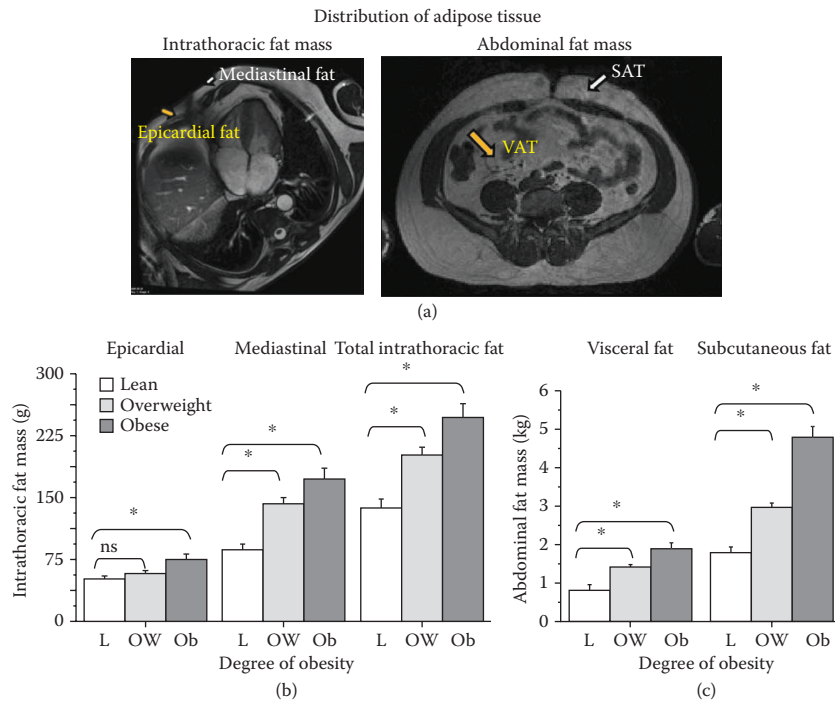 Distribution of adipose tissue
Intrathoracic fat mass
Abdominal fat mass
Mediastinal fat
Epicardial fat
SAT
VAT
(a)
Epicardial
Mediastinal
Total intrathoracic fat
300
225
150
75
0
Intrathoracic fat mass (g)
Lean
Overweight
Obese
ns
*
*
*
*
*
L
OW
Ob
L
OW
Ob
L
OW
Ob
Degree of obesity
(b)
Visceral fat
Subcutaneous fat
6
5
4
3
2
1
0
Abdominal fat mass (kg)
*
*
*
*
L
OW
Ob
L
OW
Ob
Degree of obesity
(c)